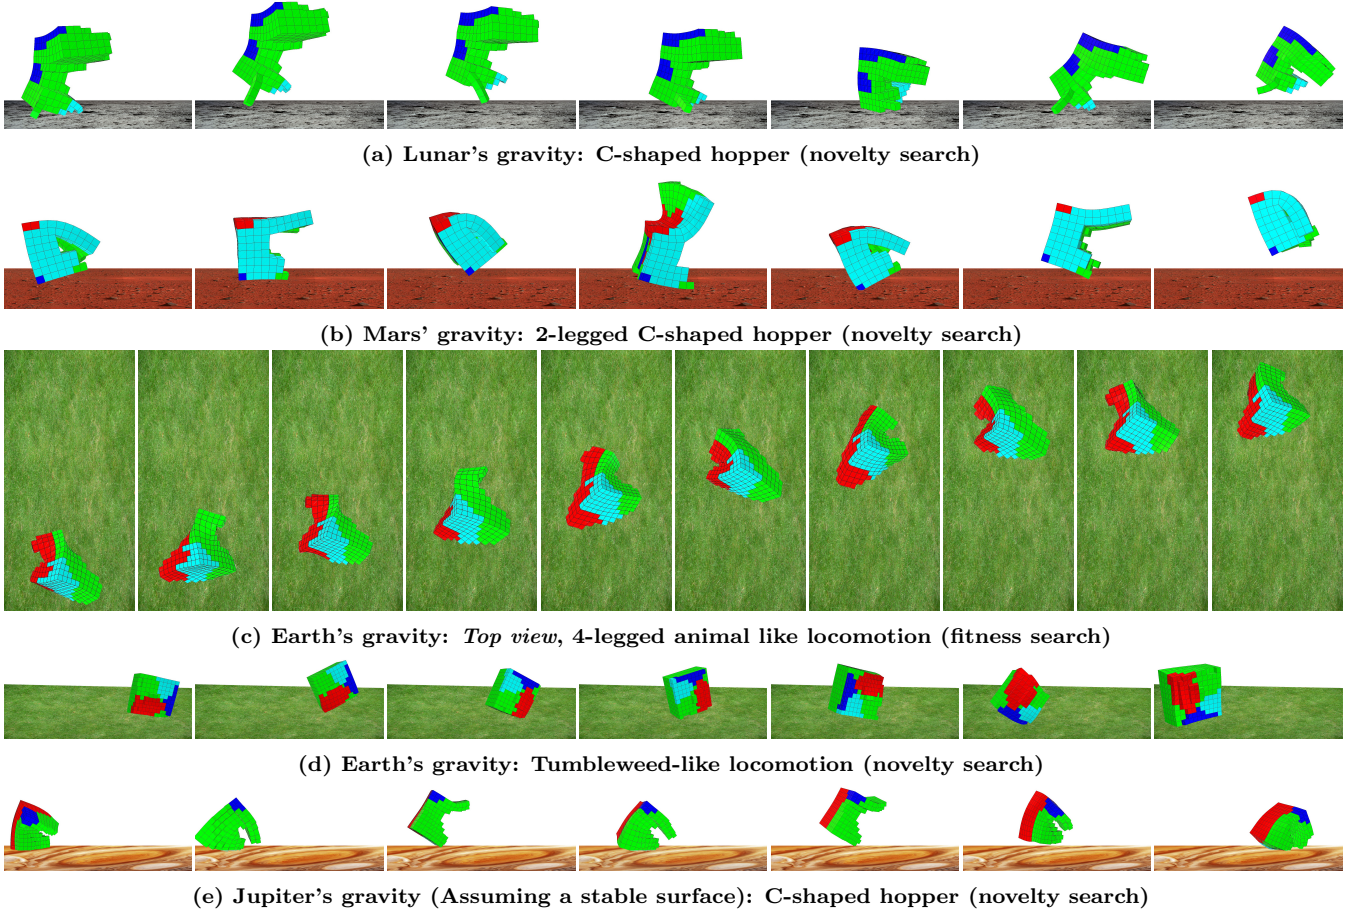 (a) Lunar's gravity: C-shaped hopper (novelty search)
(b) Mars' gravity: 2-legged C-shaped hopper (novelty search)
(c) Earth's gravity: Top view, 4-legged animal like locomotion (fitness search)
(d) Earth's gravity: Tumbleweed-like locomotion (novelty search)
(e) Jupiter's gravity (Assuming a stable surface): C-shaped hopper (novelty search)